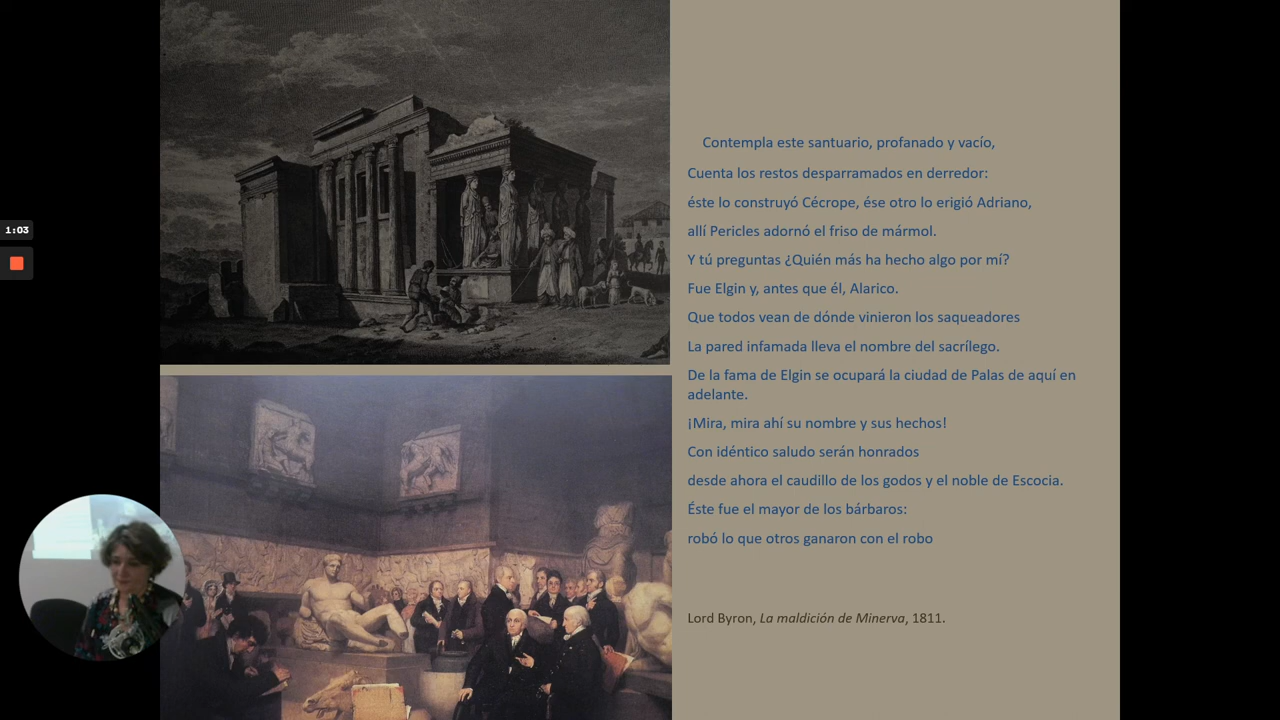 1:03
Contempla este santuario, profanado y vacío,
Cuenta los restos desparramados en derredor:
éste lo construyó Cécrope, ése otro lo erigió Adriano,
allí Pericles adornó el friso de mármol.
Y tú preguntas ¿Quién más ha hecho algo por mí?
Fue Elgin y, antes que él, Alarico.
Que todos vean de dónde vinieron los saqueadores
La pared infamada lleva el nombre del sacrílego.
De la fama de Elgin se ocupará la ciudad de Palas de aquí en
adelante.
¡Mira, mira ahí su nombre y sus hechos!
Con idéntico saludo serán honrados
desde ahora el caudillo de los godos y el noble de Escocia.
Éste fue el mayor de los bárbaros:
robó lo que otros ganaron con el robo
Lord Byron, La maldición de Minerva, 1811.